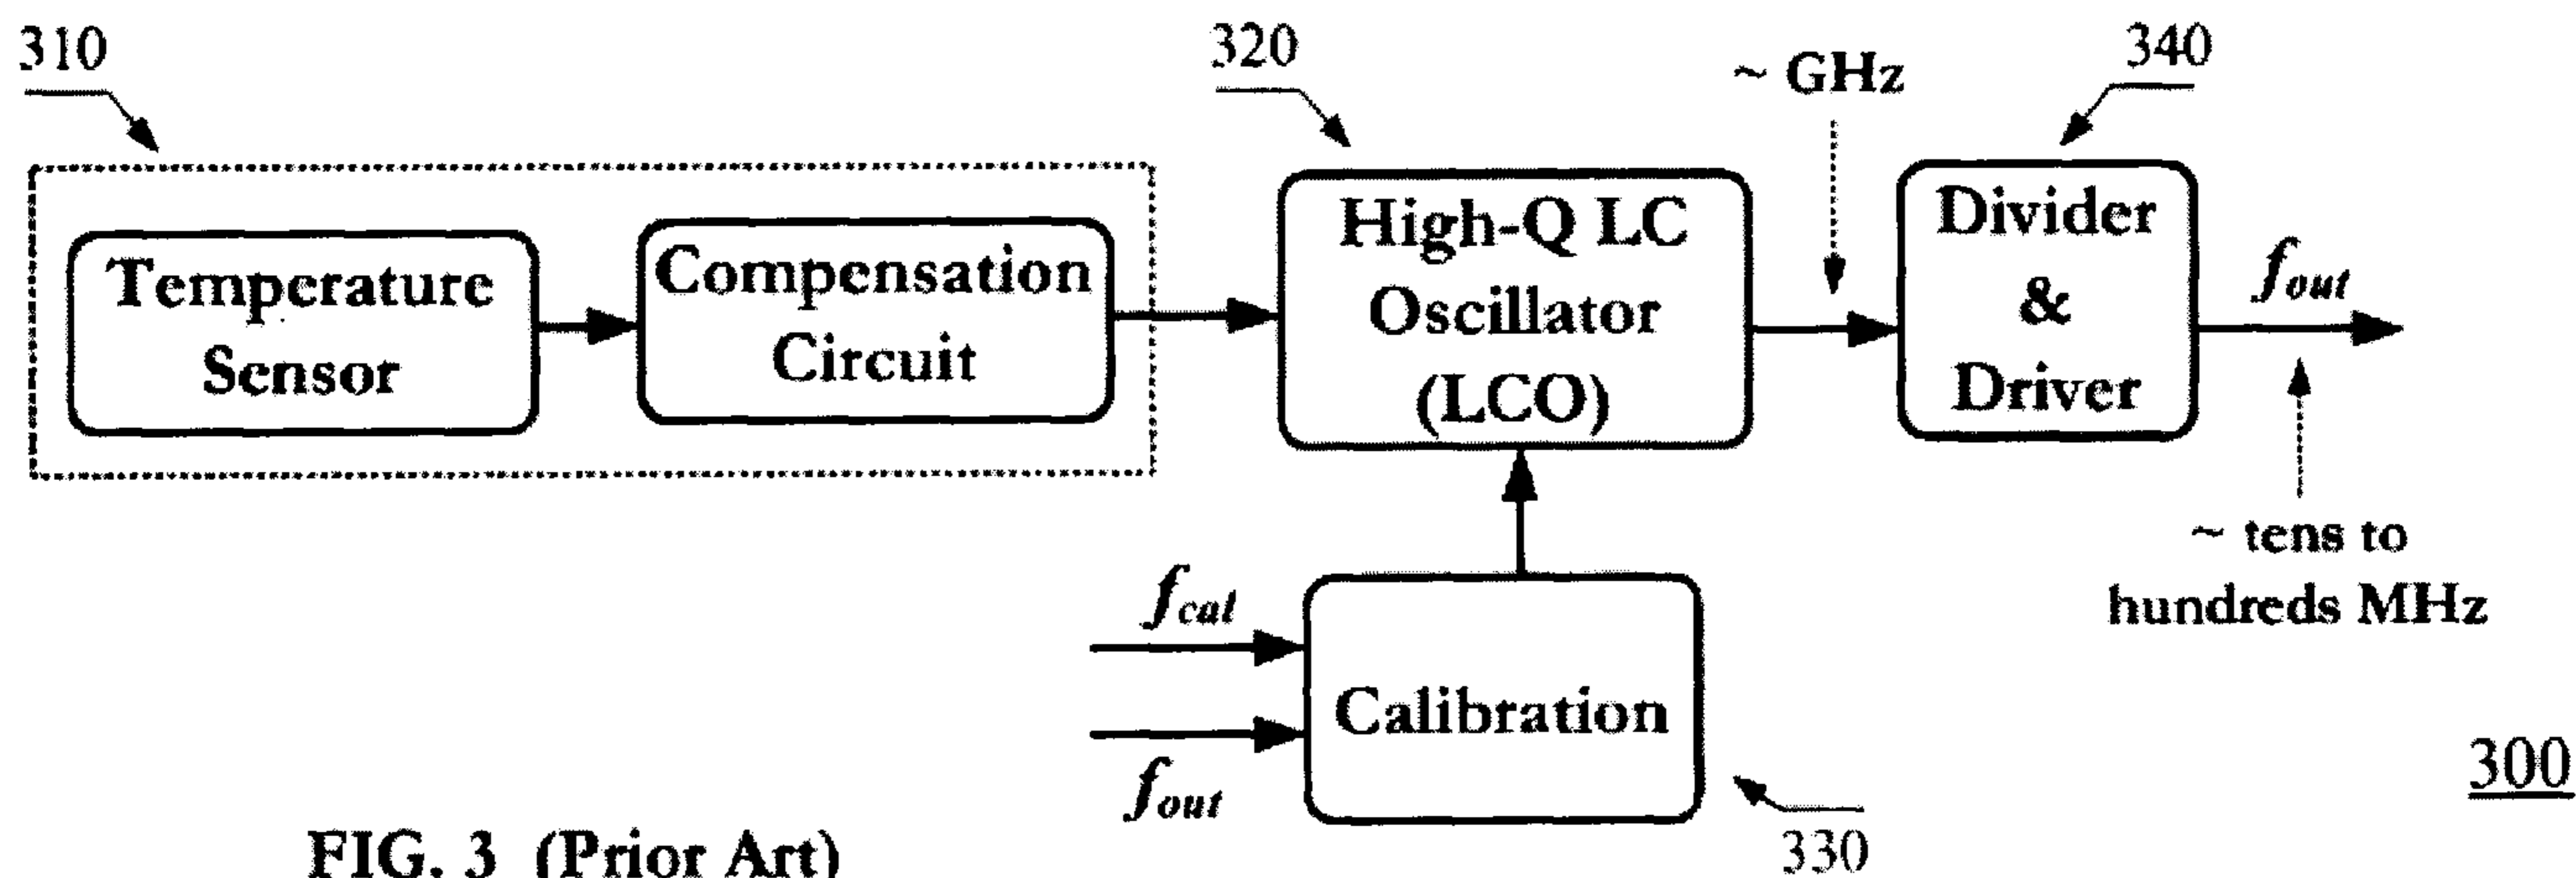 310
320
~ GHz
340
Temperature
Sensor
Compensation
Circuit
High-Q LC
Oscillator
(LCO)
Divider
&
Driver
fout
~ tens to
hundreds MHz
fcal
fout
Calibration
330
300
FIG. 3 (Prior Art)